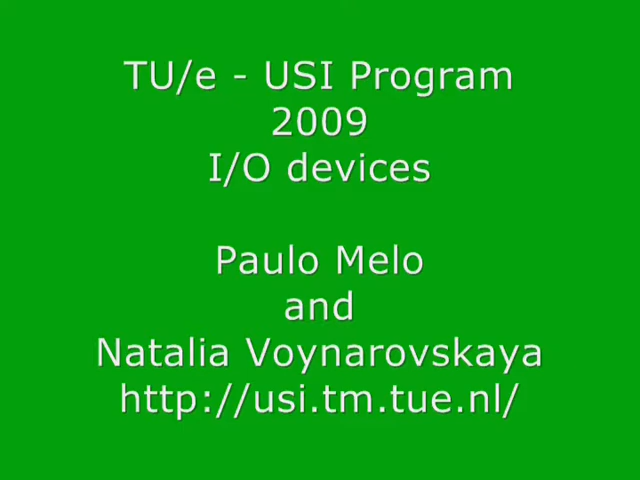 TU/e - USI Program
2009
I/O devices
Paulo Melo
and
Natalia Voynarovskaya
http://usi.tm.tue.nl/